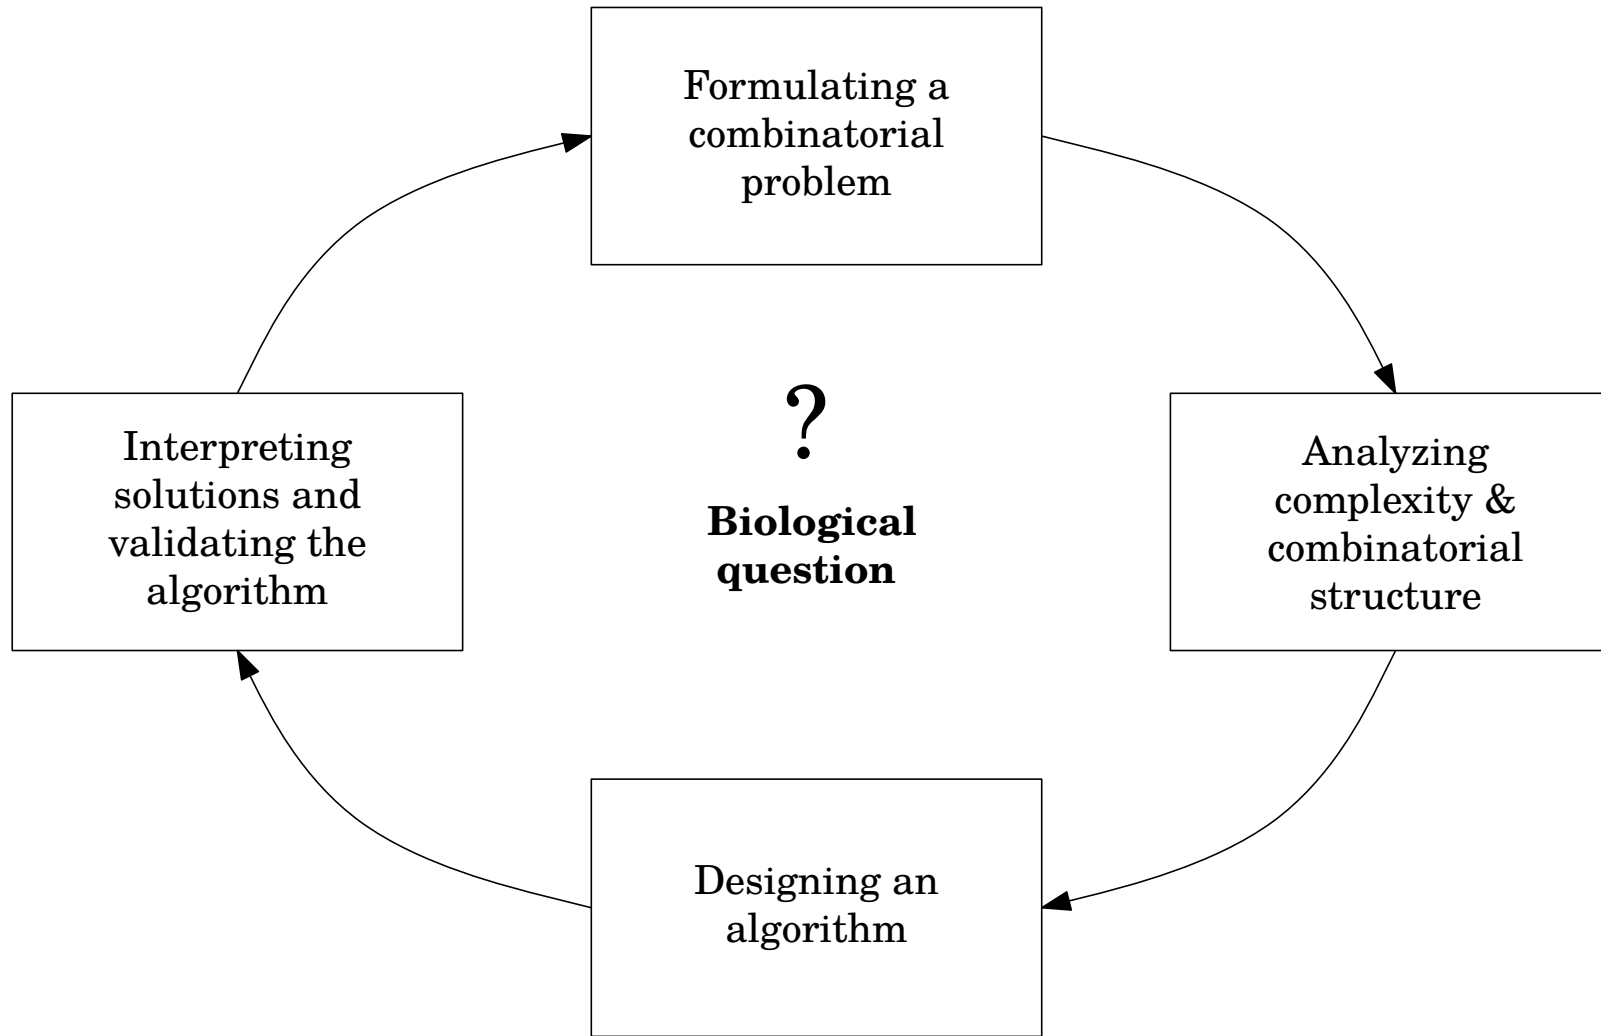 Formulating a
combinatorial
problem
Interpreting
solutions and
validating the
algorithm
?
Biological
question
Analyzing
complexity &
combinatorial
structure
Designing an
algorithm